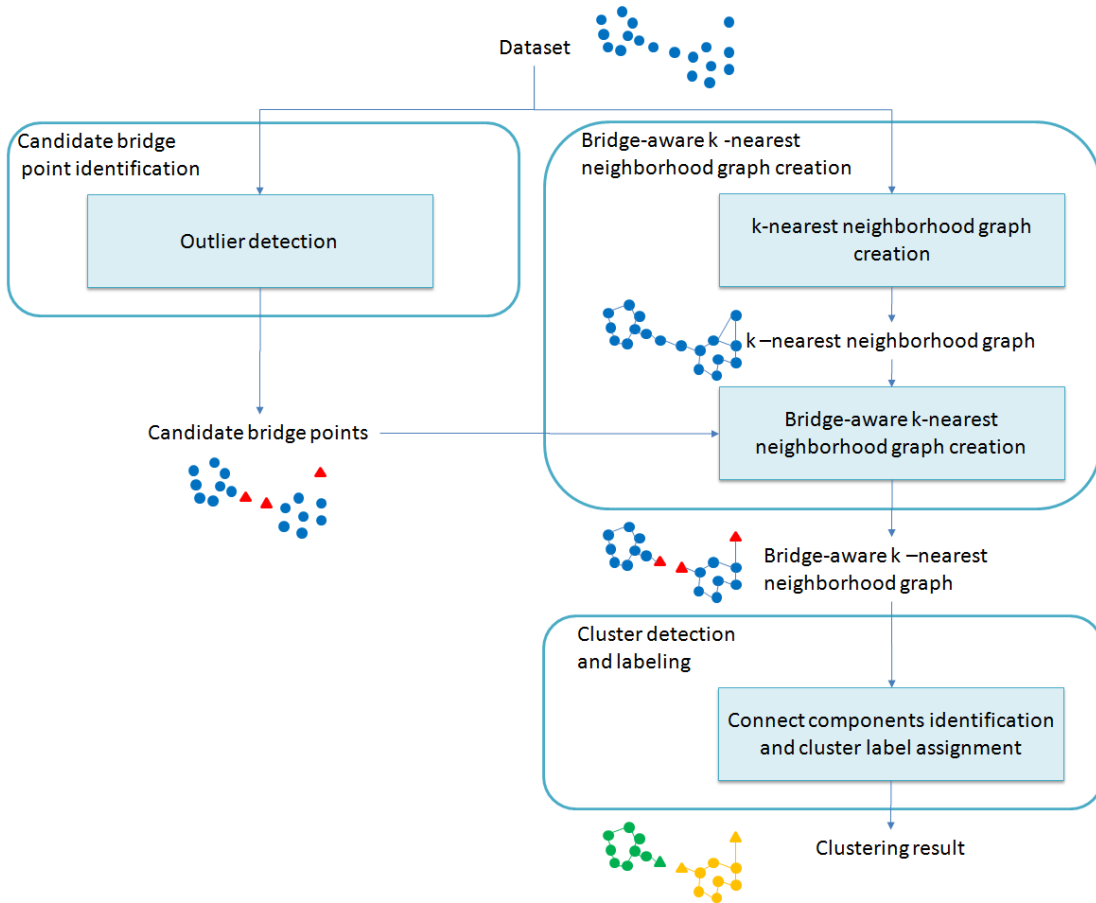 Dataset
Candidate bridge
point identification
Outlier detection
Candidate bridge points
Bridge-aware k -nearest
neighborhood graph creation
k-nearest neighborhood graph
creation
k –nearest neighborhood graph
Bridge-aware k-nearest
neighborhood graph creation
Bridge-aware k –nearest
neighborhood graph
Cluster detection
and labeling
Connect components identification
and cluster label assignment
Clustering result